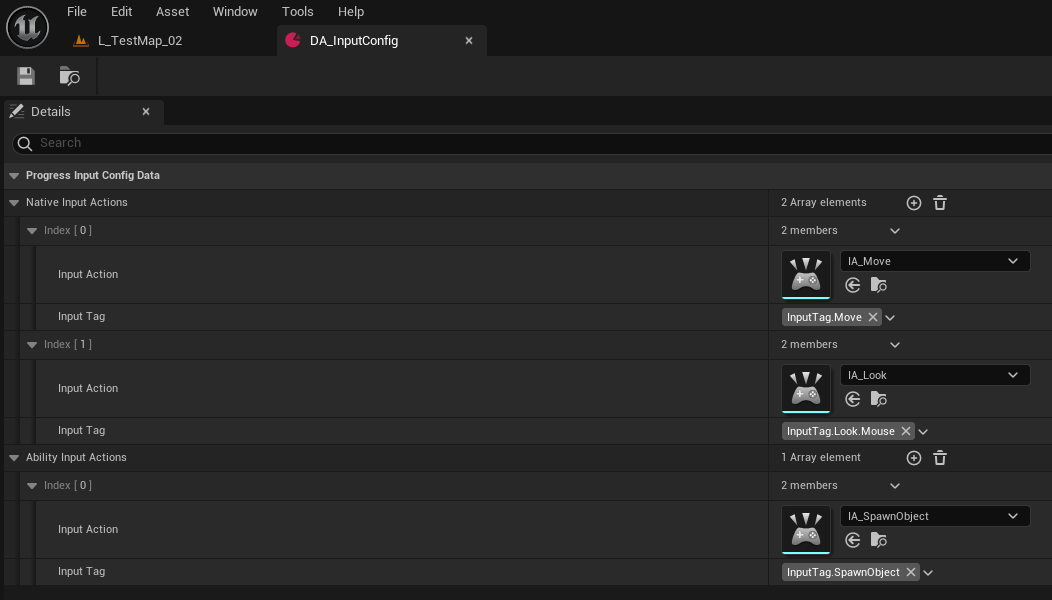 File Edit Asset Window Tools Help
L_TestMap_02 DA_InputConfig
Details
Search
Progress Input Config Data
Native Input Actions 2 Array elements
Index [ 0 ] 2 members
Input Action IA_Move
Input Tag InputTag.Move
Index [ 1 ] 2 members
Input Action IA_Look
Input Tag InputTag.Look.Mouse
Ability Input Actions 1 Array element
Index [ 0 ] 2 members
Input Action IA_SpawnObject
Input Tag InputTag.SpawnObject